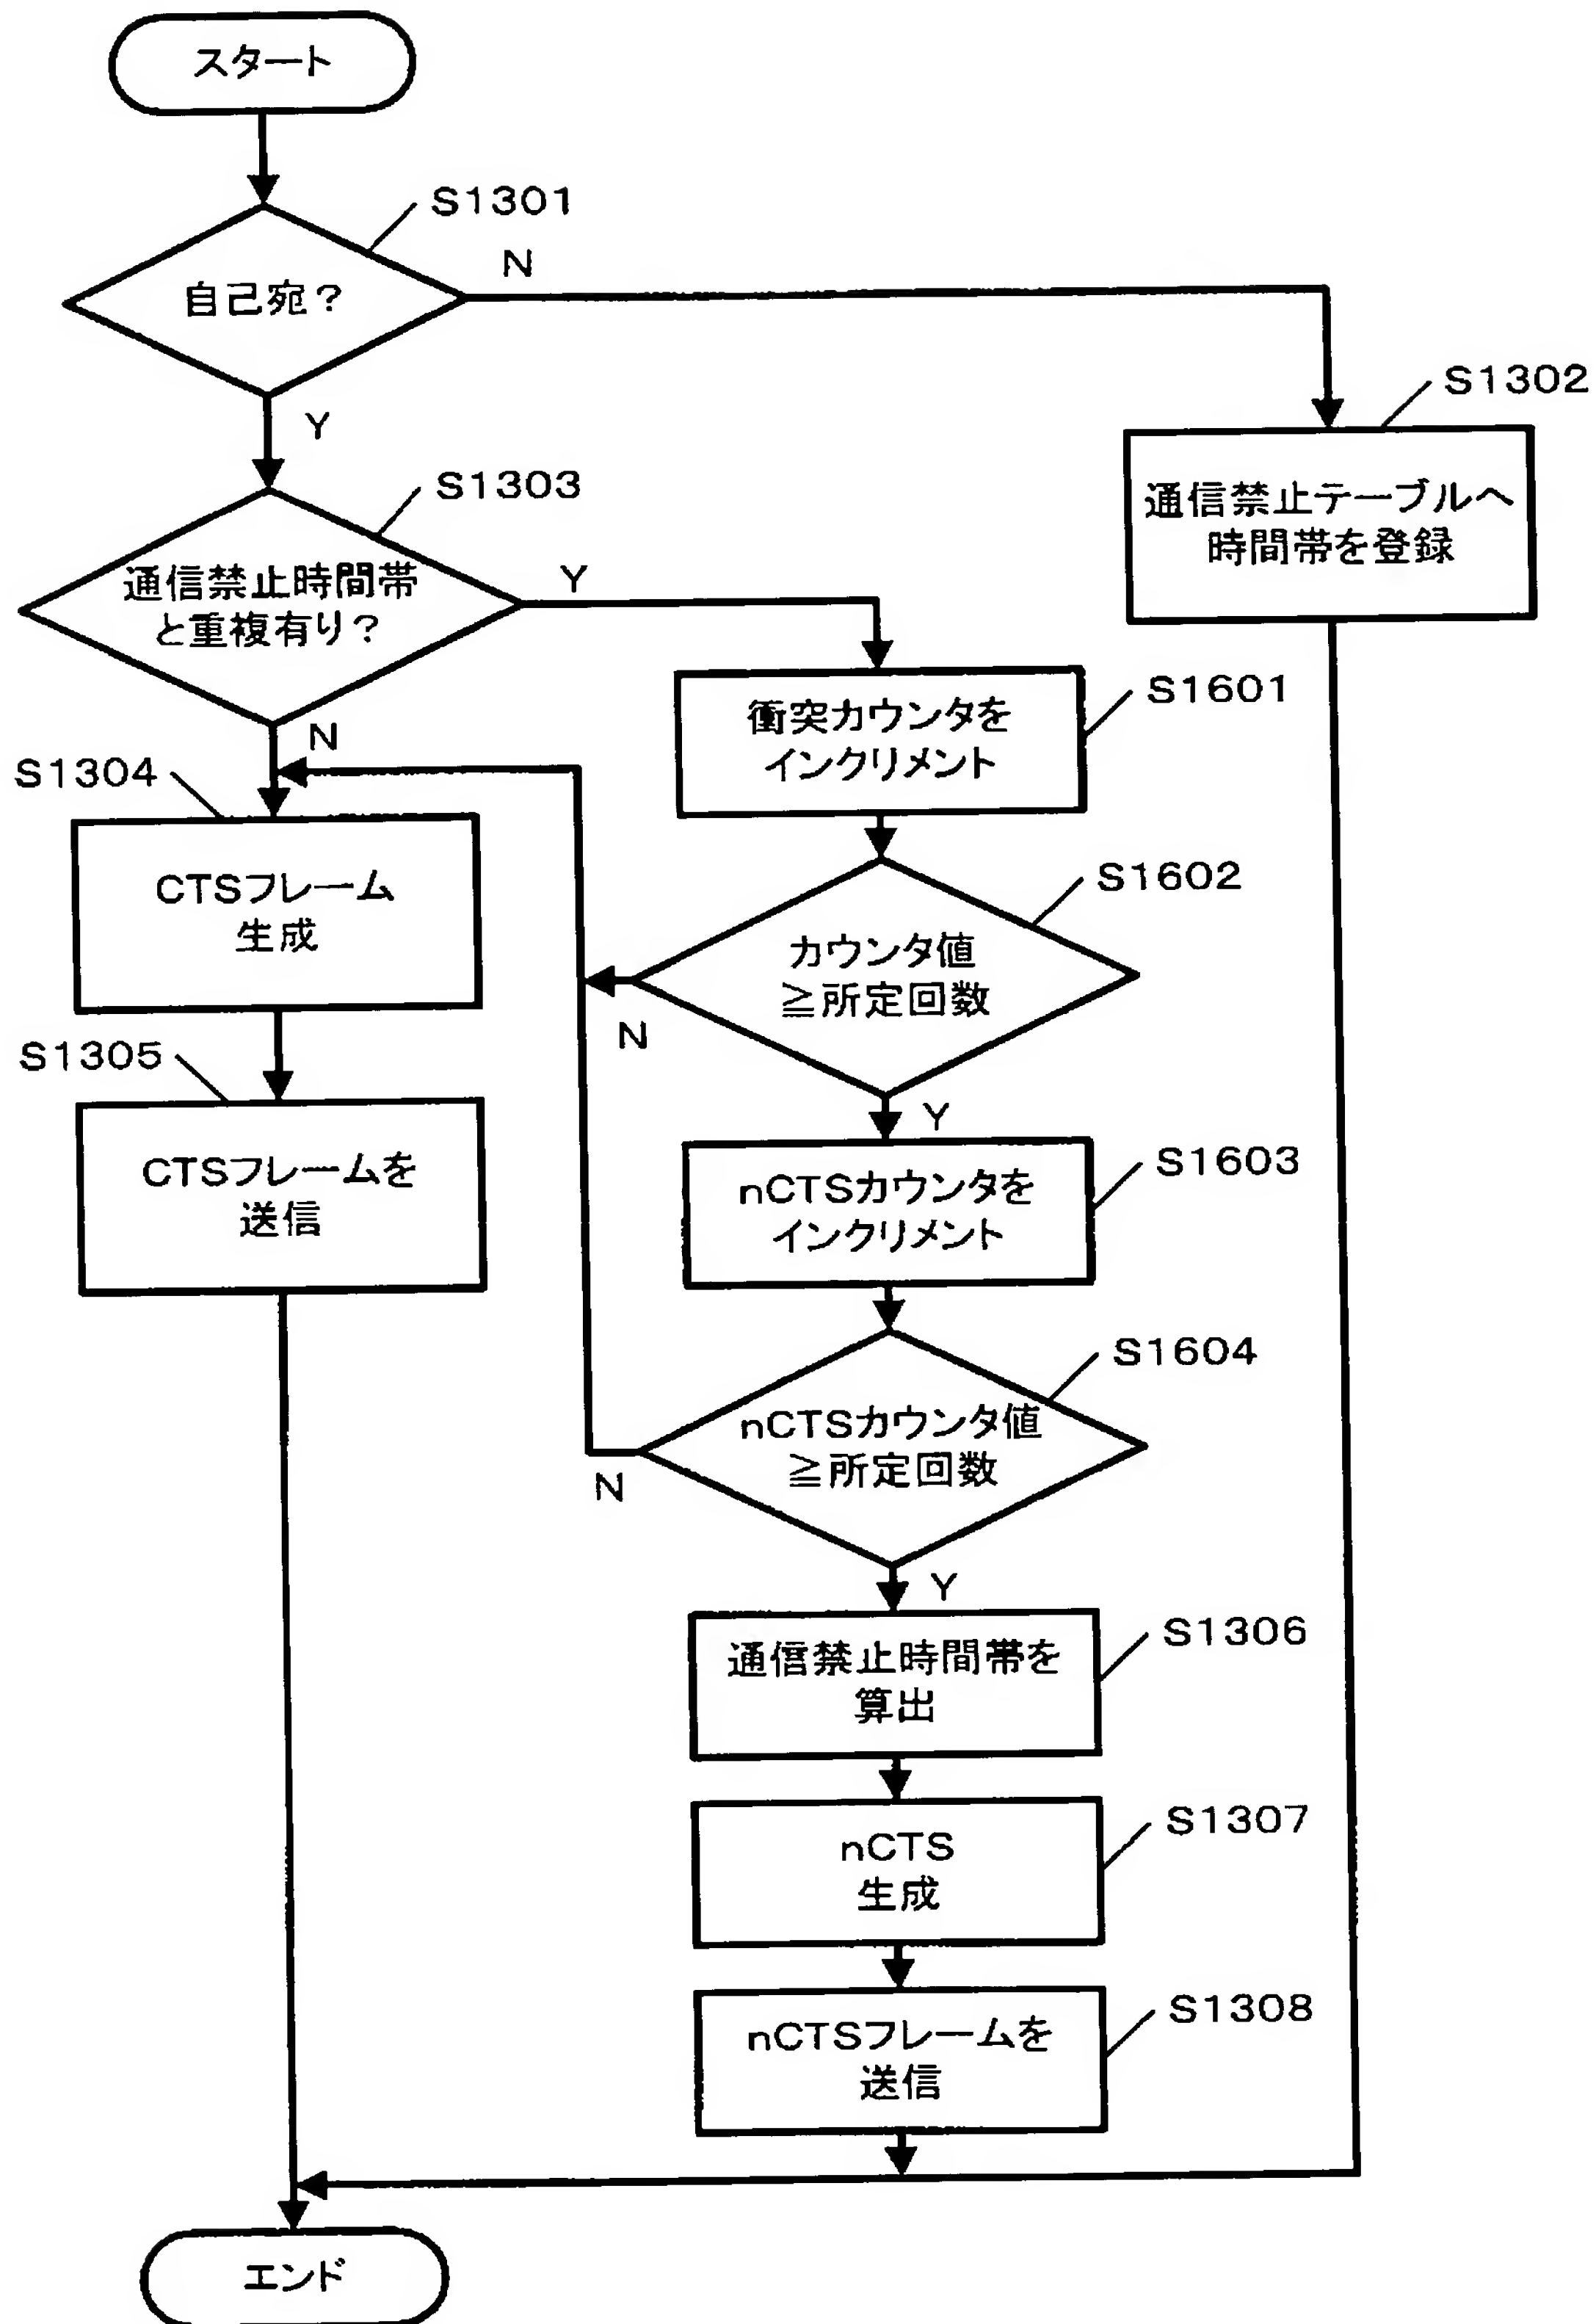 スタート
S1301
自己宛？
N
Y
S1302
通信禁止テーブルへ
時間帯を登録
S1303
通信禁止時間帯
と重複有り？
Y
N
S1601
衝突カウンタを
インクリメント
S1304
CTSフレーム
生成
S1602
カウンタ値
≧所定回数
N
Y
S1305
CTSフレームを
送信
S1603
nCTSカウンタを
インクリメント
S1604
nCTSカウンタ値
≧所定回数
N
Y
S1306
通信禁止時間帯を
算出
S1307
nCTS
生成
S1308
nCTSフレームを
送信
エンド